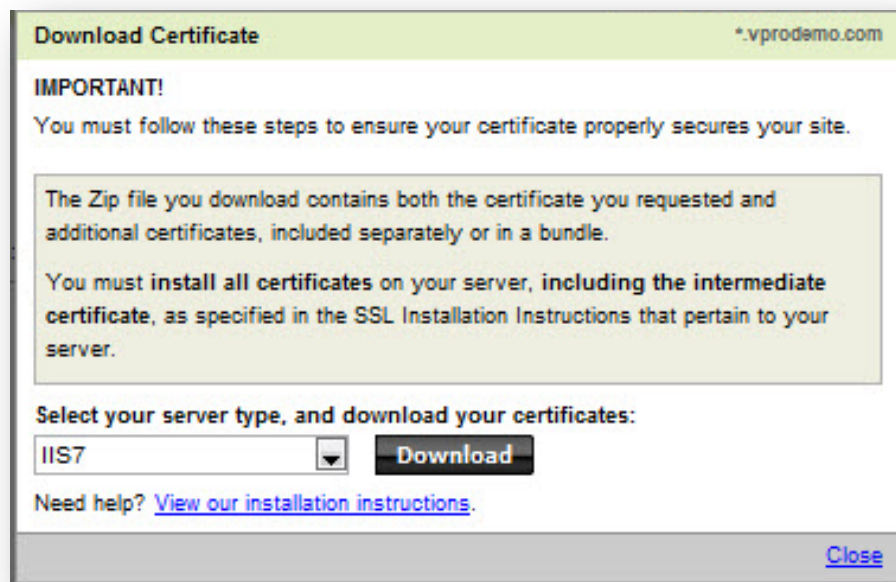 Download Certificate
*.vprodemo.com
IMPORTANT!
You must follow these steps to ensure your certificate properly secures your site.
The Zip file you download contains both the certificate you requested and
additional certificates, included separately or in a bundle.
You must install all certificates on your server, including the intermediate
certificate, as specified in the SSL Installation Instructions that pertain to your
server.
Select your server type, and download your certificates:
IIS7
Download
Need help? View our installation instructions.
Close